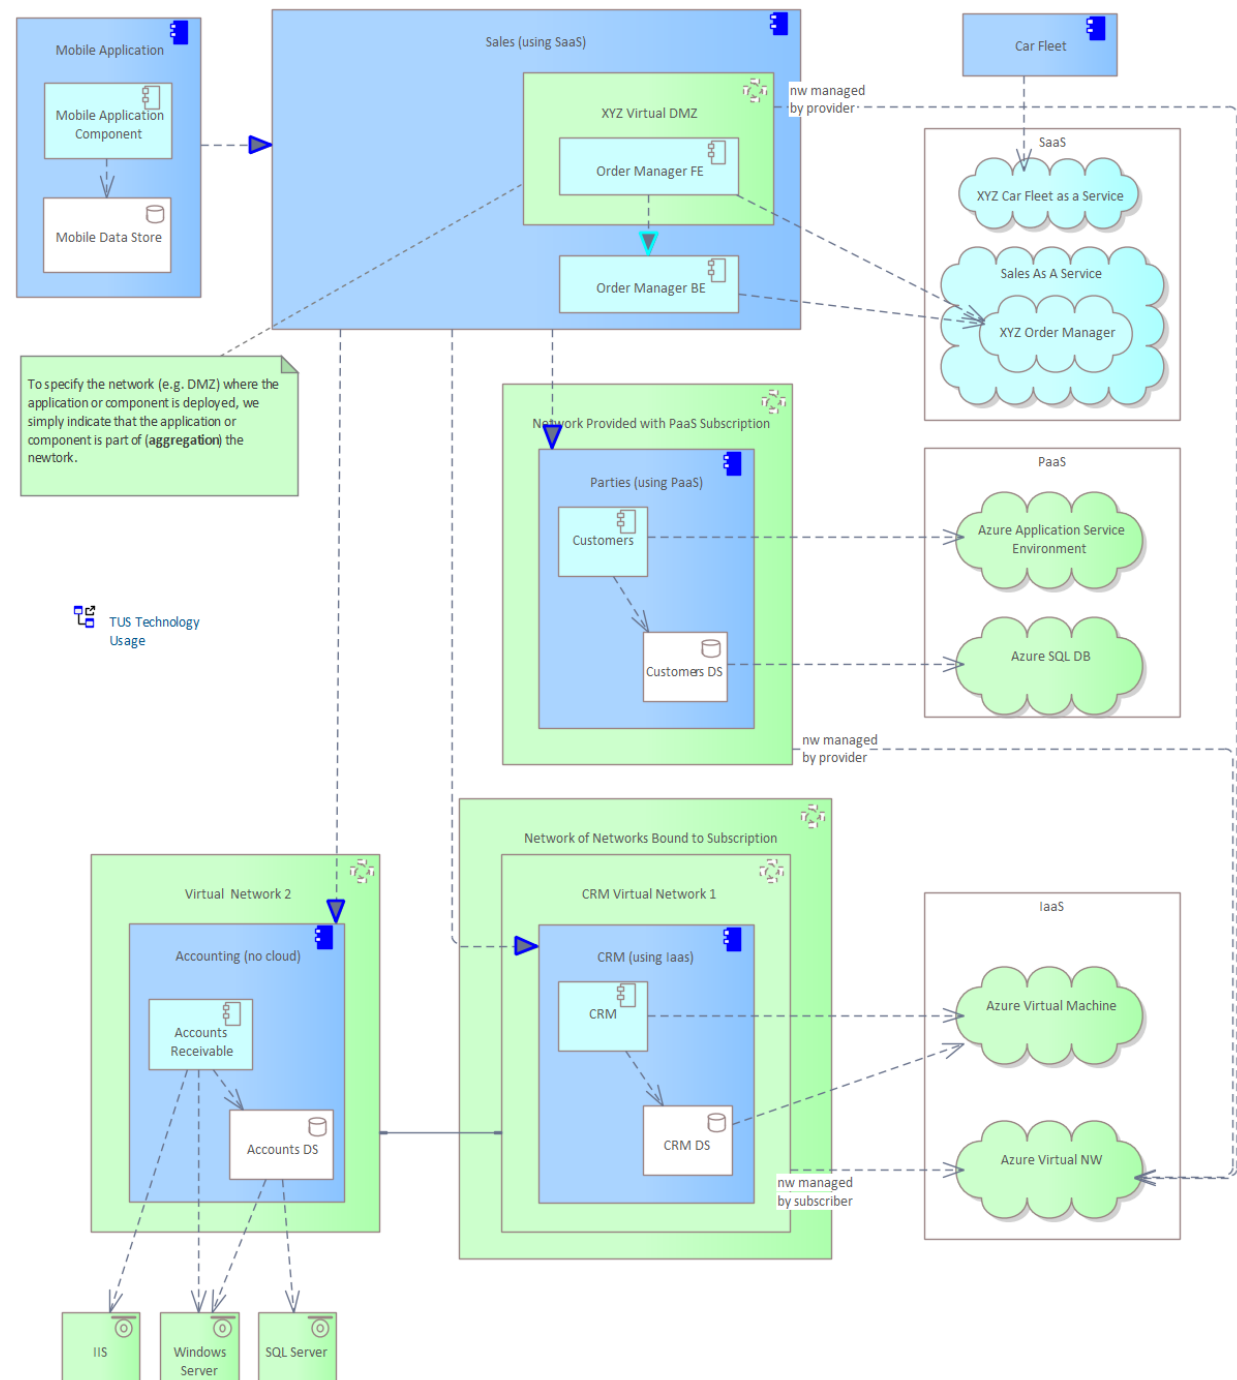 Mobile Application
Mobile Application
Component
Mobile Data Store
Sales (using SaaS)
XYZ Virtual DMZ
Order Manager FE
Order Manager BE
nw managed
by provider
Car Fleet
SaaS
XYZ Car Fleet as a Service
Sales As A Service
XYZ Order Manager
To specify the network (e.g. DMZ) where the
application or component is deployed, we
simply indicate that the application or
component is part of (aggregation) the
newtork.
Network Provided with PaaS Subscription
Parties (using PaaS)
Customers
Customers DS
PaaS
Azure Application Service
Environment
Azure SQL DB
TUS Technology
Usage
nw managed
by provider
Network of Networks Bound to Subscription
CRM Virtual Network 1
CRM (using Iaas)
CRM
CRM DS
Virtual  Network 2
Accounting (no cloud)
Accounts
Receivable
Accounts DS
IaaS
Azure Virtual Machine
Azure Virtual NW
nw managed
by subscriber
IIS
Windows
Server
SQL Server